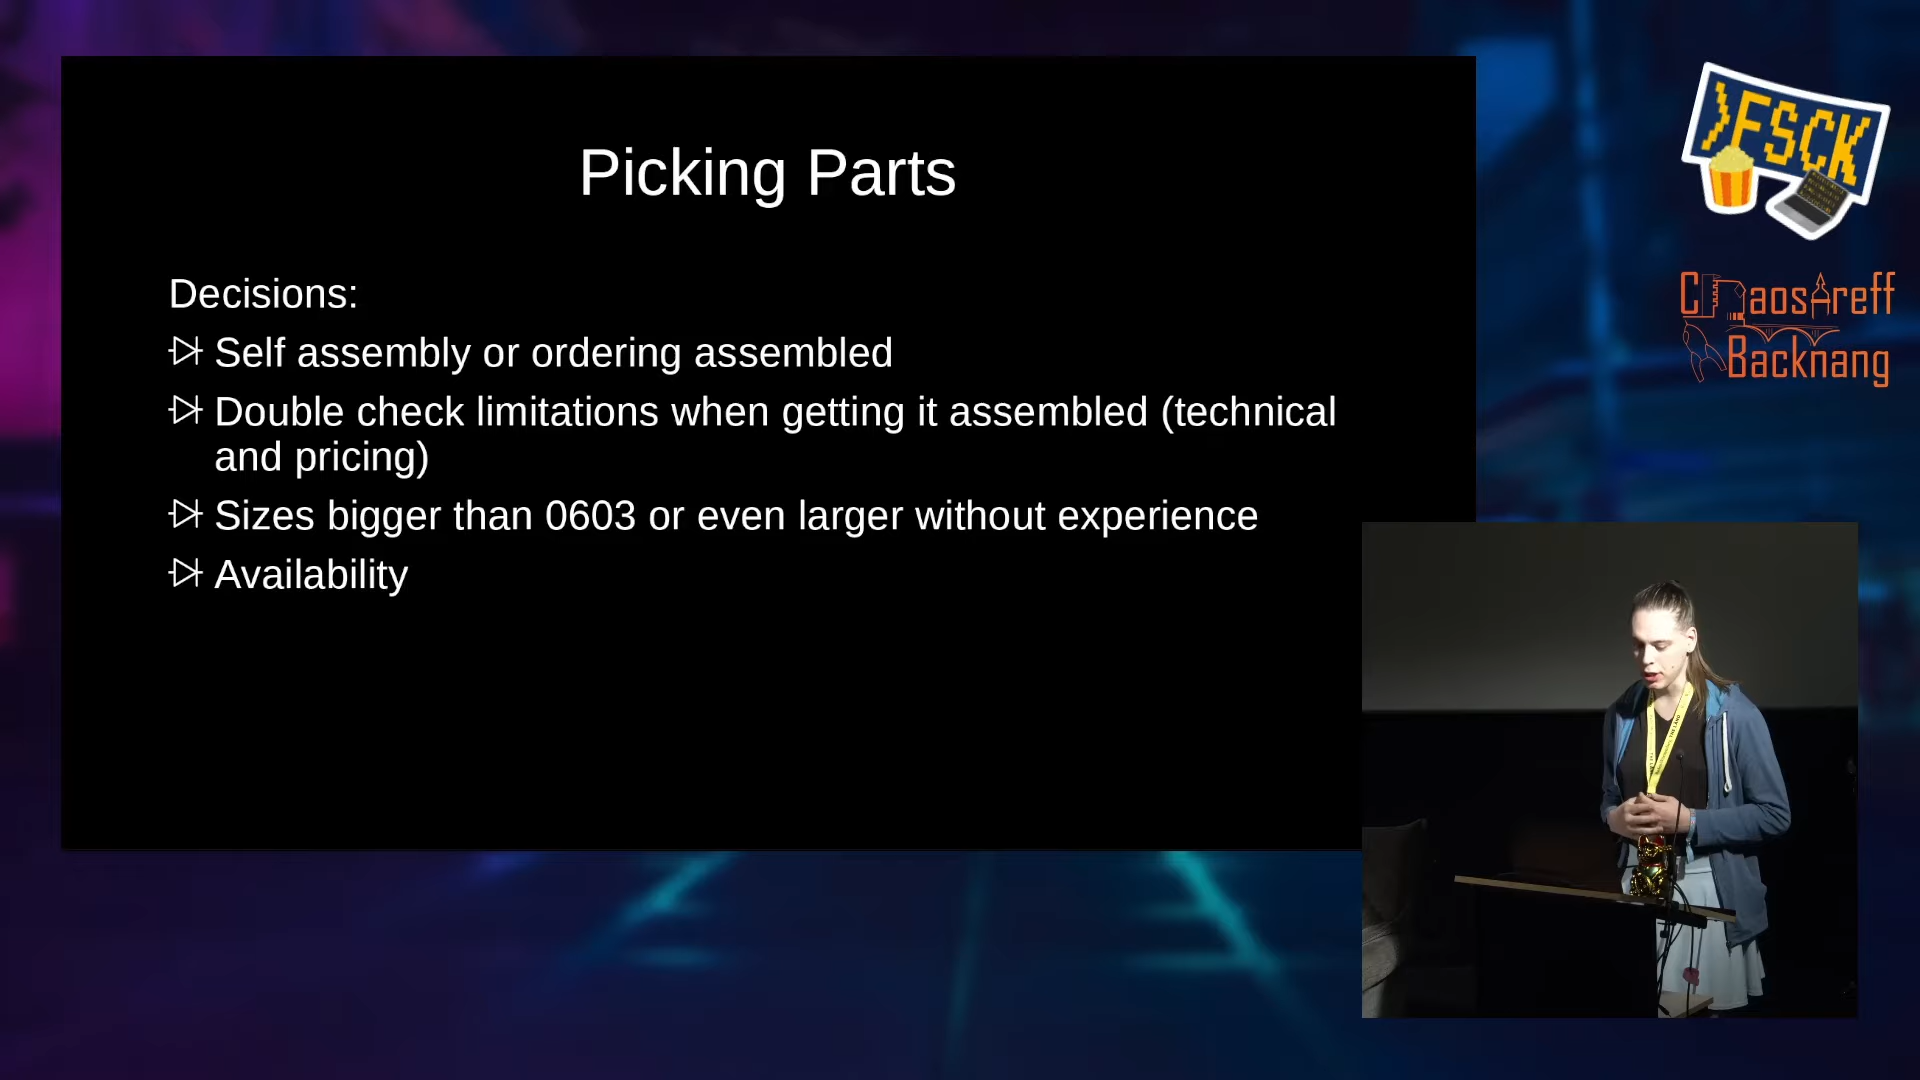 Picking Parts
Decisions:
Self assembly or ordering assembled
Double check limitations when getting it assembled (technical
and pricing)
Sizes bigger than 0603 or even larger without experience
Availability
>FSCK
Chaostreff
Backnang